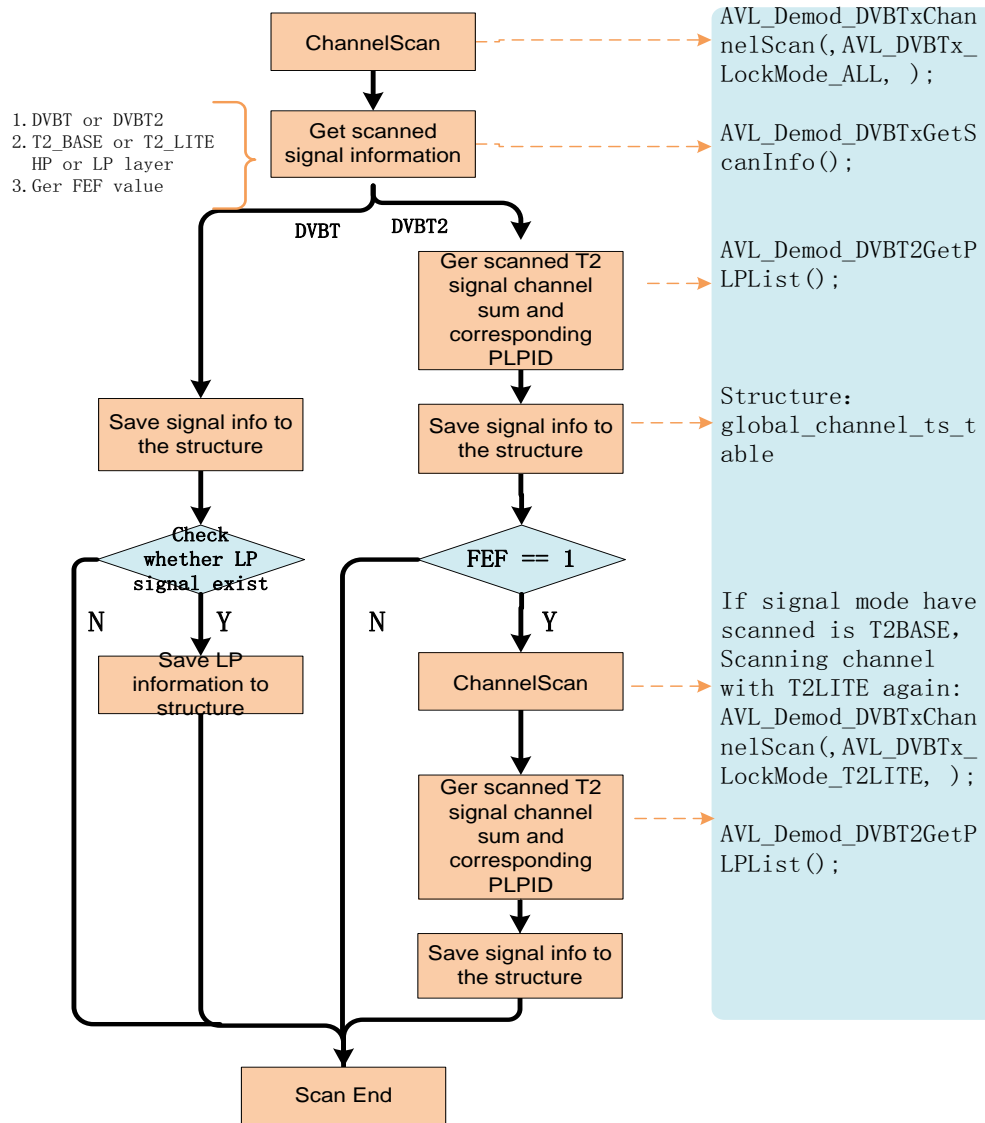 ChannelScan
AVL_Demod_DVBTxChan
nelScan(,AVL_DVBTx_
LockMode_ALL, );
1.DVBT or DVBT2
2.T2_BASE or T2_LITE
HP or LP layer
3.Ger FEF value
Get scanned
signal information
AVL_Demod_DVBTxGetS
canInfo();
DVBT
DVBT2
Ger scanned T2
signal channel
sum and
corresponding
PLPID
AVL_Demod_DVBT2GetP
LPList();
Save signal info to
the structure
Save signal info to
the structure
Structure：
global_channel_ts_t
able
Check
whether LP
signal exist
FEF == 1
N
Y
N
Y
Save LP
information to
structure
ChannelScan
If signal mode have
scanned is T2BASE，
Scanning channel
with T2LITE again:
AVL_Demod_DVBTxChan
nelScan(,AVL_DVBTx_
LockMode_T2LITE, );
Ger scanned T2
signal channel
sum and
corresponding
PLPID
AVL_Demod_DVBT2GetP
LPList();
Save signal info to
the structure
Scan End